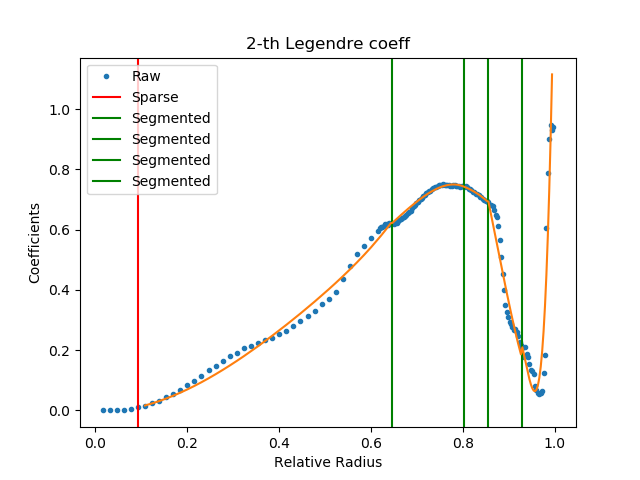 2-th Legendre coeff
Raw
Sparse
Segmented
Segmented
Segmented
Segmented
Coefficients
1.0
0.8
0.6
0.4
0.2
0.0
0.0 0.2 0.4 0.6 0.8 1.0
Relative Radius